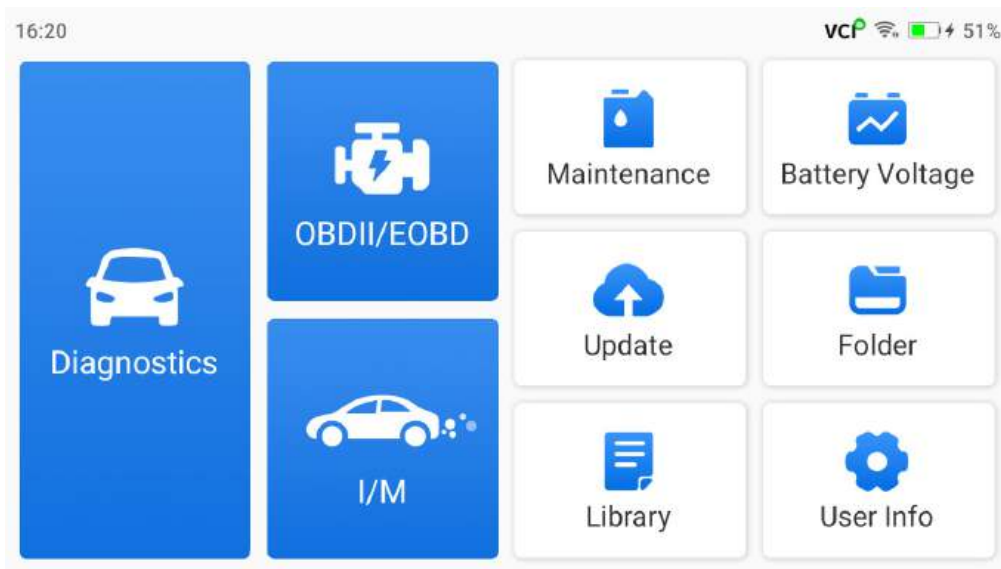 16:20
VCI 51%
Diagnostics
OBDII/EOBD
I/M
Maintenance
Battery Voltage
Update
Folder
Library
User Info